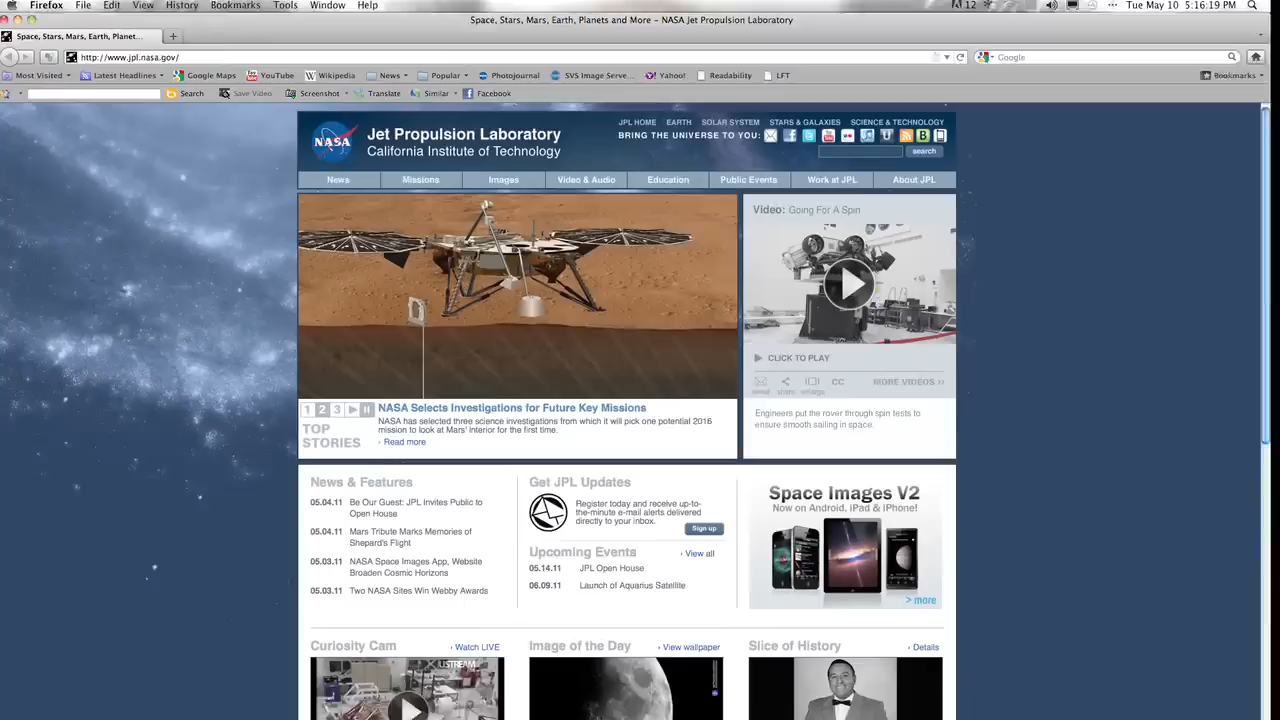 Firefox File Edit View History Bookmarks Tools Window Help 12 Tue May 10 5:16:19 PM
Space, Stars, Mars, Earth, Planets and More – NASA Jet Propulsion Laboratory
Space, Stars, Mars, Earth, Planet...
http://www.jpl.nasa.gov/ Google
Most Visited Latest Headlines Google Maps YouTube Wikipedia News Popular Photojournal SVS Image Serve... Yahoo! Readability LFT Bookmarks
Search Save Video Screenshot Translate Similar Facebook
JPL HOME EARTH SOLAR SYSTEM STARS & GALAXIES SCIENCE & TECHNOLOGY
NASA
Jet Propulsion Laboratory
California Institute of Technology
BRING THE UNIVERSE TO YOU:
search
News Missions Images Video & Audio Education Public Events Work at JPL About JPL
1 2 3
TOP
STORIES
NASA Selects Investigations for Future Key Missions
NASA has selected three science investigations from which it will pick one potential 2016
mission to look at Mars' interior for the first time.
› Read more
Video: Going For A Spin
CLICK TO PLAY
email share enlarge CC MORE VIDEOS ››
Engineers put the rover through spin tests to
ensure smooth sailing in space.
News & Features
05.04.11 Be Our Guest: JPL Invites Public to
Open House
05.04.11 Mars Tribute Marks Memories of
Shepard's Flight
05.03.11 NASA Space Images App, Website
Broaden Cosmic Horizons
05.03.11 Two NASA Sites Win Webby Awards
Get JPL Updates
Register today and receive up-to-
the-minute e-mail alerts delivered
directly to your inbox.
Sign up
Upcoming Events › View all
05.14.11 JPL Open House
06.09.11 Launch of Aquarius Satellite
Space Images V2
Now on Android, iPad & iPhone!
> more
Curiosity Cam › Watch LIVE
USTREAM
Image of the Day › View wallpaper
Slice of History › Details